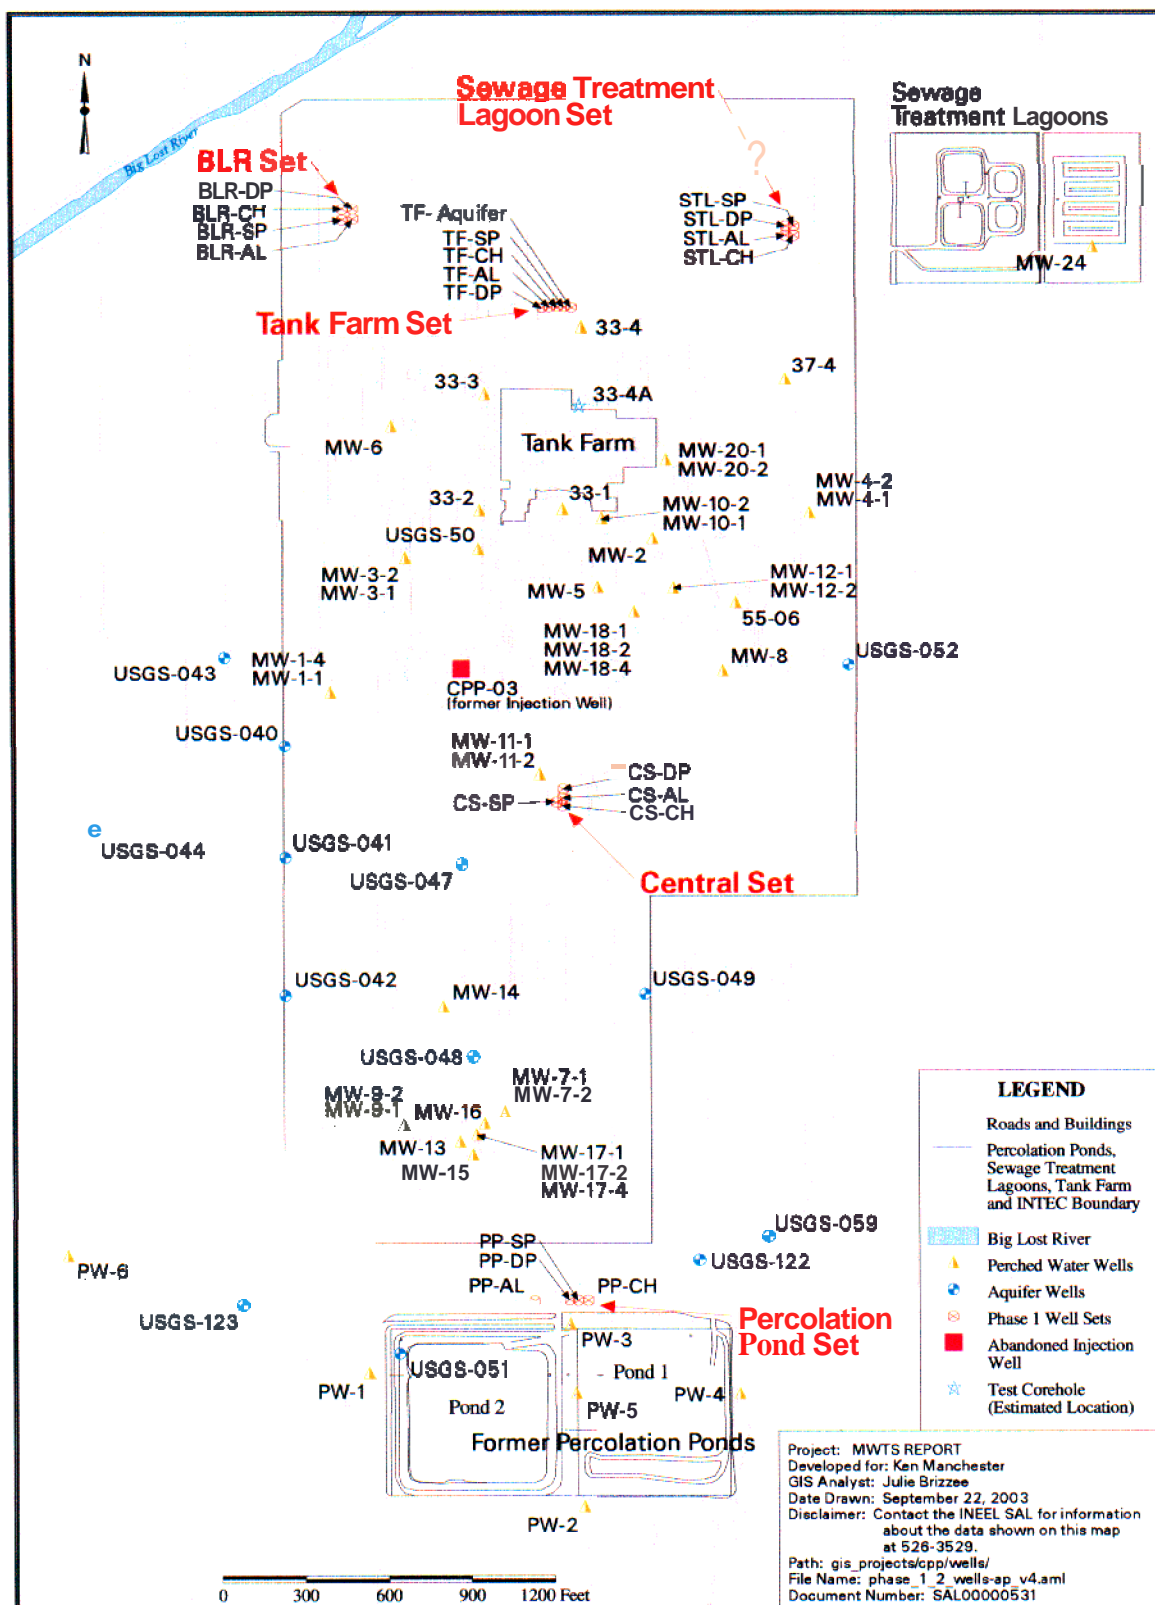 N
Big Lost River
Sewage Treatment
Lagoon Set
?
Sewage
Treatment Lagoons
MW-24
BLR Set
BLR-DP
BLR-CH
BLR-SP
BLR-AL
TF- Aquifer
TF-SP
TF-CH
TF-AL
TF-DP
STL-SP
STL-DP
STL-AL
STL-CH
Tank Farm Set
33-4
37-4
33-3
33-4A
MW-6
Tank Farm
MW-20-1
MW-20-2
MW-4-2
MW-4-1
33-2
33-1
MW-10-2
MW-10-1
USGS-50
MW-2
MW-3-2
MW-3-1
MW-5
MW-12-1
MW-12-2
55-06
MW-18-1
MW-18-2
MW-18-4
MW-8
USGS-052
USGS-043
MW-1-4
MW-1-1
CPP-03
(former Injection Well)
USGS-040
MW-11-1
MW-11-2
CS-DP
CS-AL
CS-CH
CS-SP
e
USGS-044
USGS-041
USGS-047
Central Set
USGS-042
MW-14
USGS-049
USGS-048
MW-7-1
MW-7-2
MW-9-2
MW-9-1
MW-16
MW-13
MW-15
MW-17-1
MW-17-2
MW-17-4
USGS-059
USGS-122
PW-6
USGS-123
PP-SP
PP-DP
PP-AL
PP-CH
Percolation
Pond Set
PW-3
USGS-051
Pond 1
PW-1
Pond 2
PW-5
PW-4
Former Percolation Ponds
PW-2
0 300 600 900 1200 Feet
LEGEND
Roads and Buildings
Percolation Ponds,
Sewage Treatment
Lagoons, Tank Farm
and INTEC Boundary
Big Lost River
Perched Water Wells
Aquifer Wells
Phase 1 Well Sets
Abandoned Injection
Well
Test Corehole
(Estimated Location)
Project: MWTS REPORT
Developed for: Ken Manchester
GIS Analyst: Julie Brizzee
Date Drawn: September 22, 2003
Disclaimer: Contact the INEEL SAL for information
about the data shown on this map
at 526-3529.
Path: gis_projects/cpp/wells/
File Name: phase_1_2_wells-ap_v4.aml
Document Number: SAL00000531